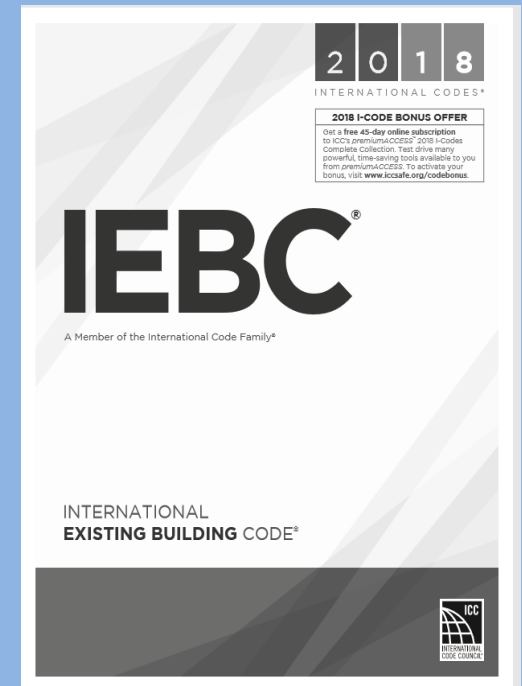 2018
INTERNATIONAL CODES®
2018 I-CODE BONUS OFFER
Get a free 45-day online subscription
to ICC's premiumACCESS™ 2018 I-Codes
Complete Collection. Test drive many
powerful, time-saving tools available to you
from premiumACCESS. To activate your
bonus, visit www.iccsafe.org/codebonus.
IEBC®
A Member of the International Code Family®
INTERNATIONAL
EXISTING BUILDING CODE®
ICC
INTERNATIONAL
CODE COUNCIL®